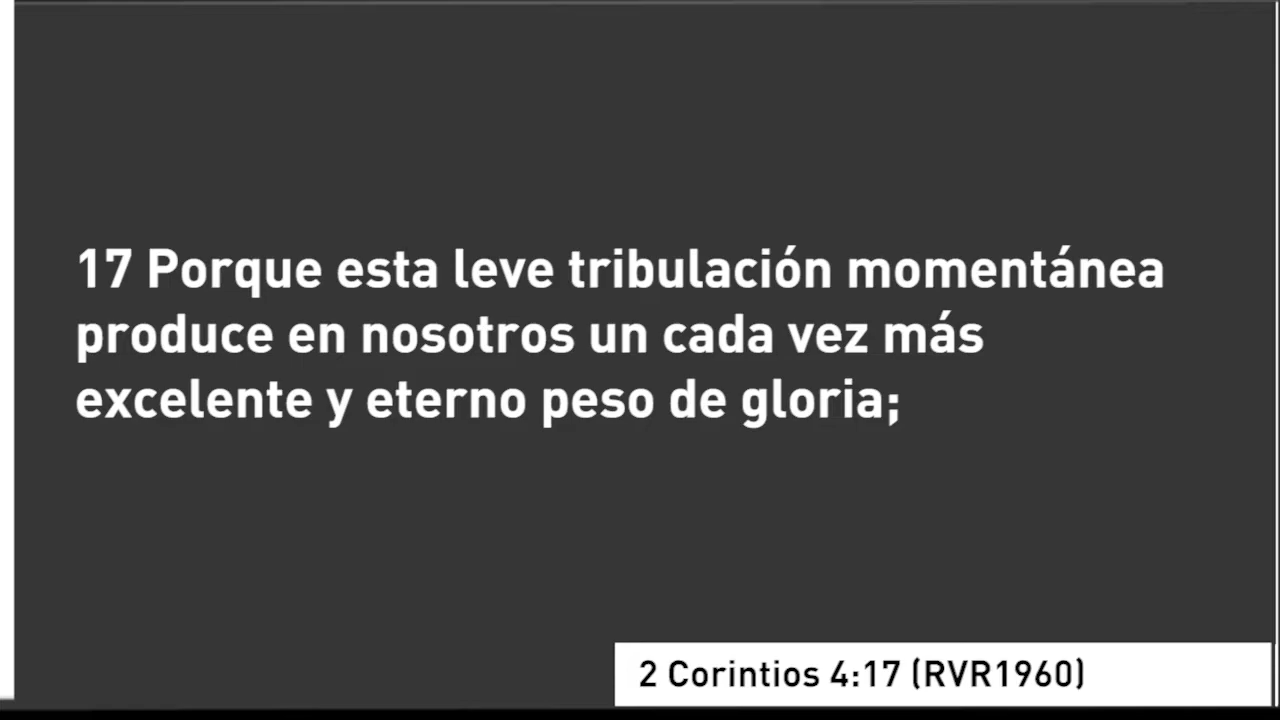 17 Porque esta leve tribulación momentánea
produce en nosotros un cada vez más
excelente y eterno peso de gloria;
2 Corintios 4:17 (RVR1960)